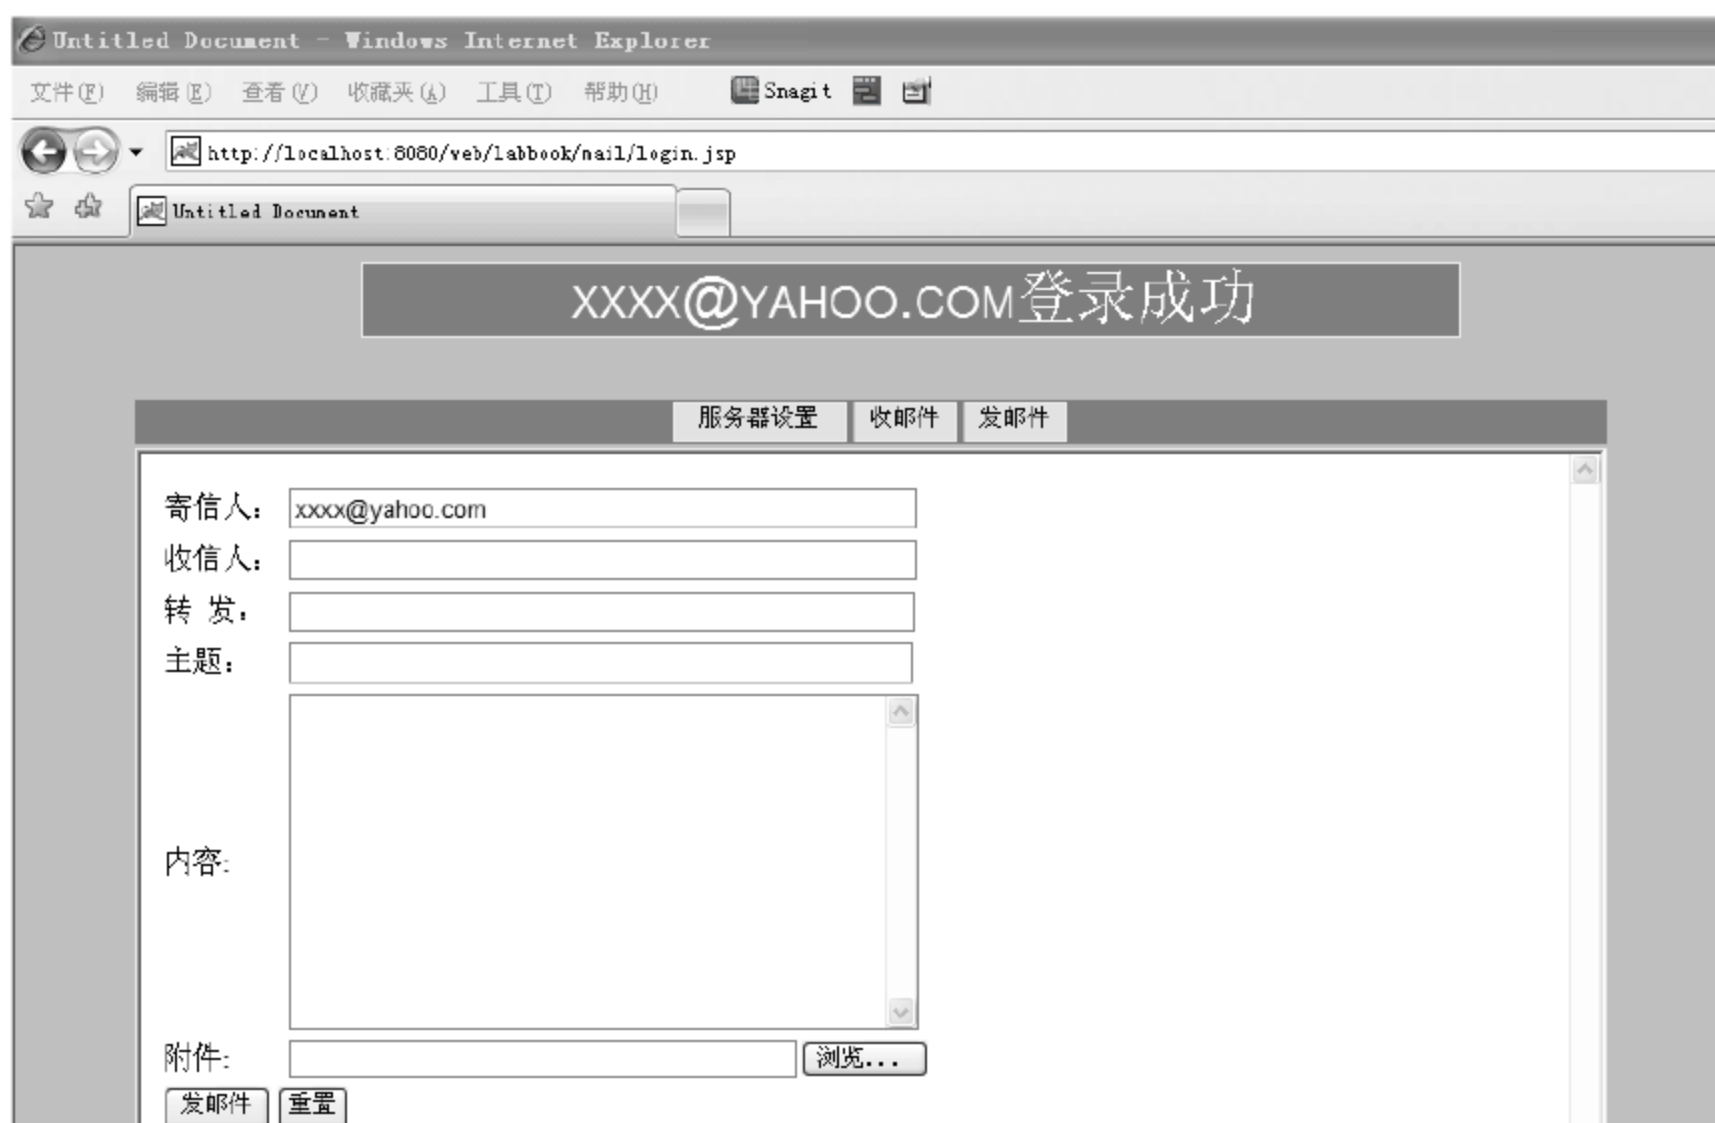 Untitled Document - Windows Internet Explorer
文件(F) 编辑(E) 查看(V) 收藏夹(A) 工具(T) 帮助(H) Snagit
http://localhost:8080/web/labbook/mail/login.jsp
Untitled Document
XXXX@YAHOO.COM登录成功
服务器设置 收邮件 发邮件
寄信人: xxxx@yahoo.com
收信人:
转 发:
主题:
内容:
附件: 浏览...
发邮件 重置